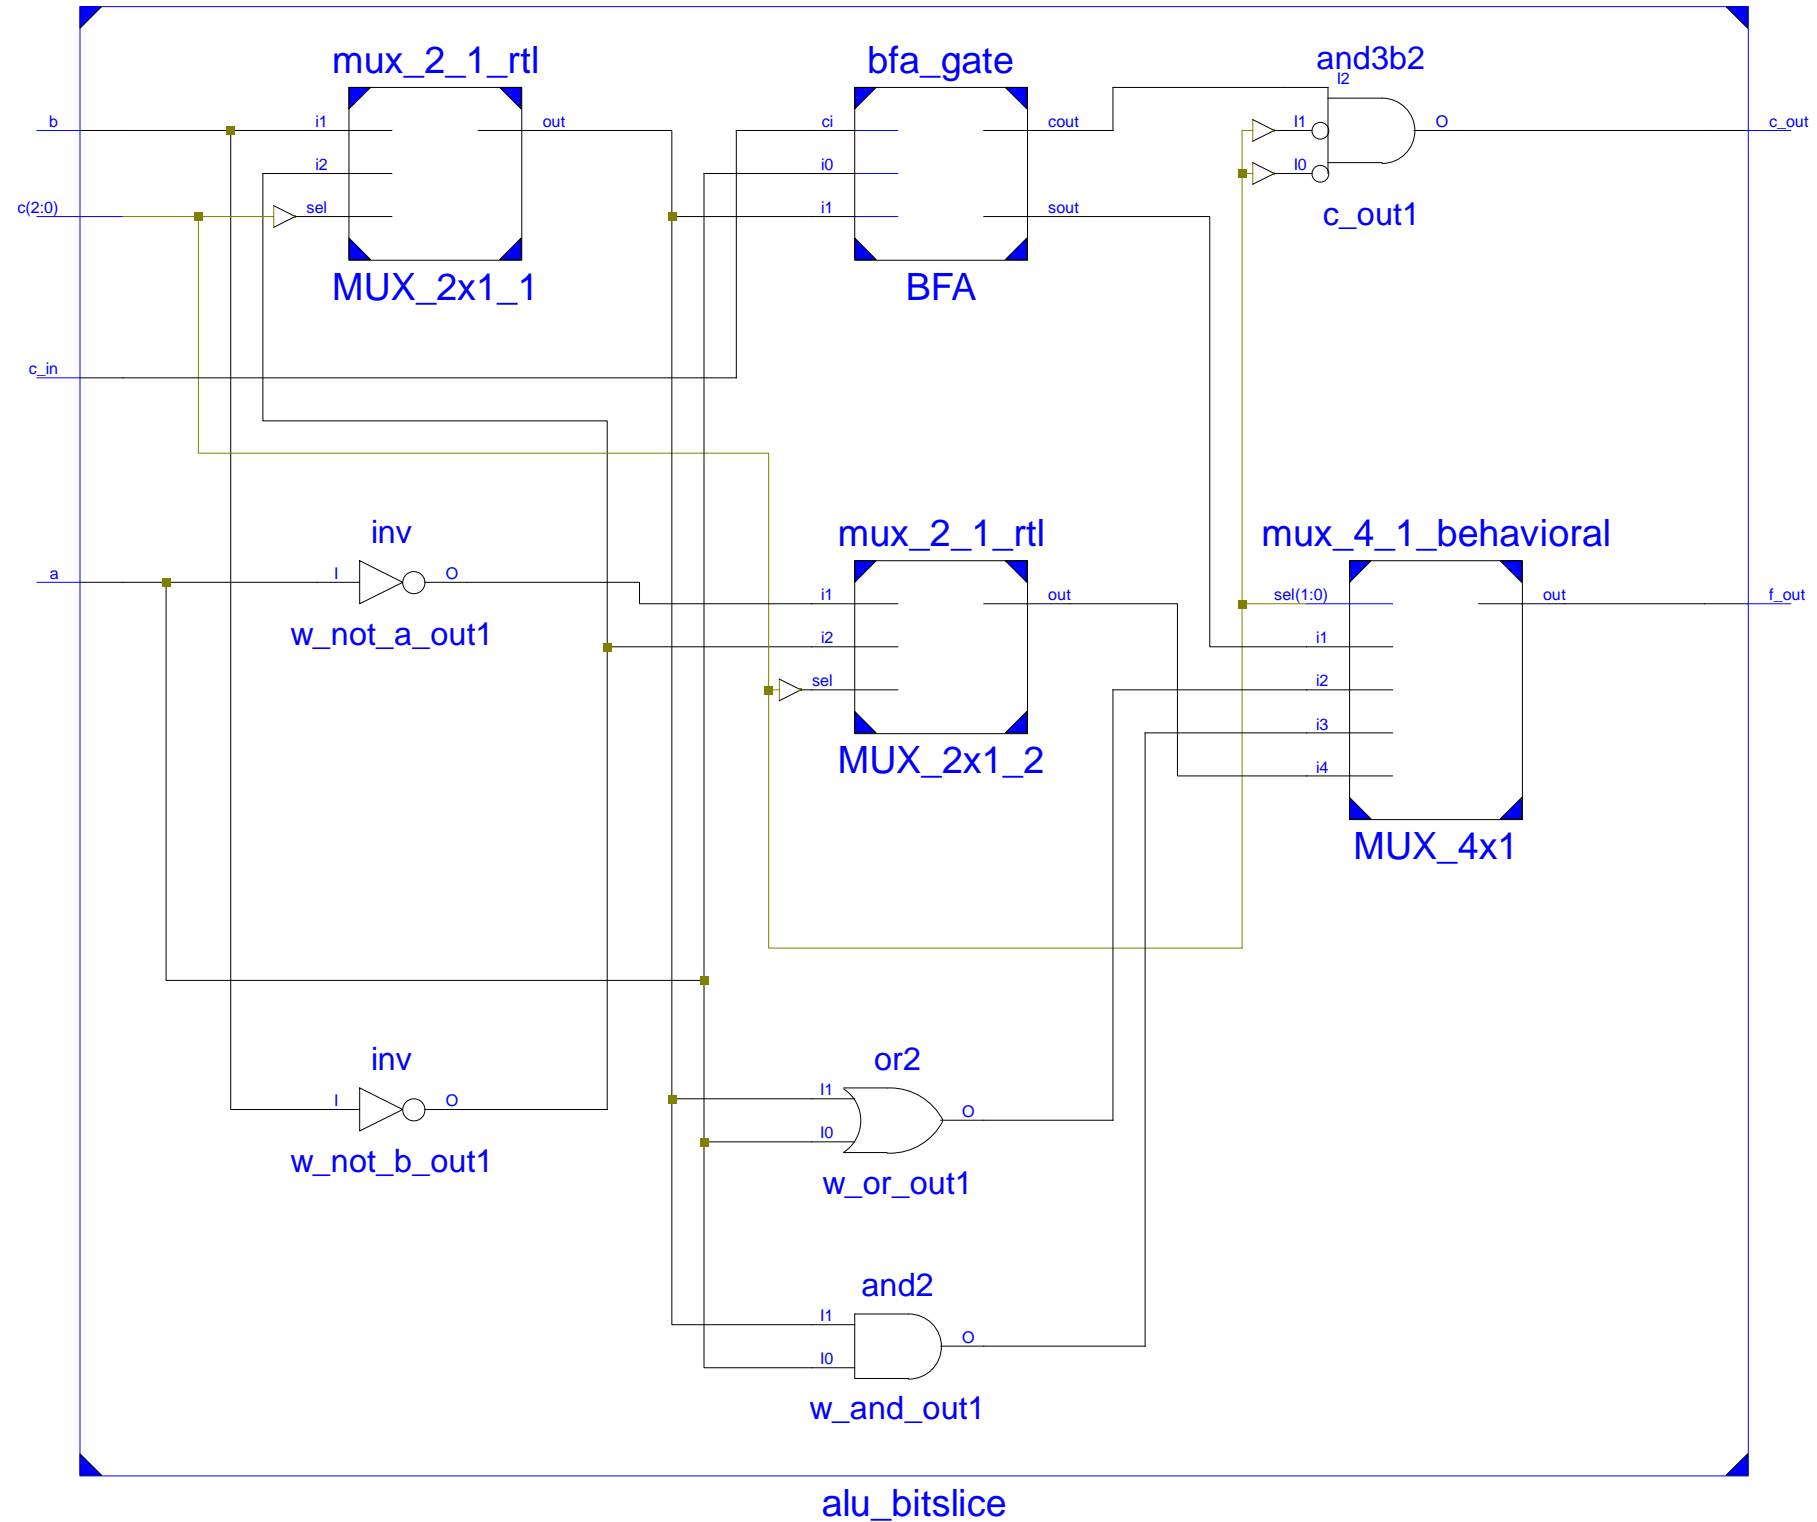 mux_2_1_rtl
bfa_gate
and3b2
I2
b
i1
out
ci
cout
I1
O
c_out
i2
i0
I0
c(2:0)
sel
i1
sout
c_out1
MUX_2x1_1
BFA
c_in
inv
mux_2_1_rtl
mux_4_1_behavioral
a
I
O
i1
out
sel(1:0)
out
f_out
w_not_a_out1
i2
i1
sel
i2
i3
MUX_2x1_2
i4
MUX_4x1
inv
or2
I
O
I1
O
I0
w_not_b_out1
w_or_out1
and2
I1
O
I0
w_and_out1
alu_bitslice